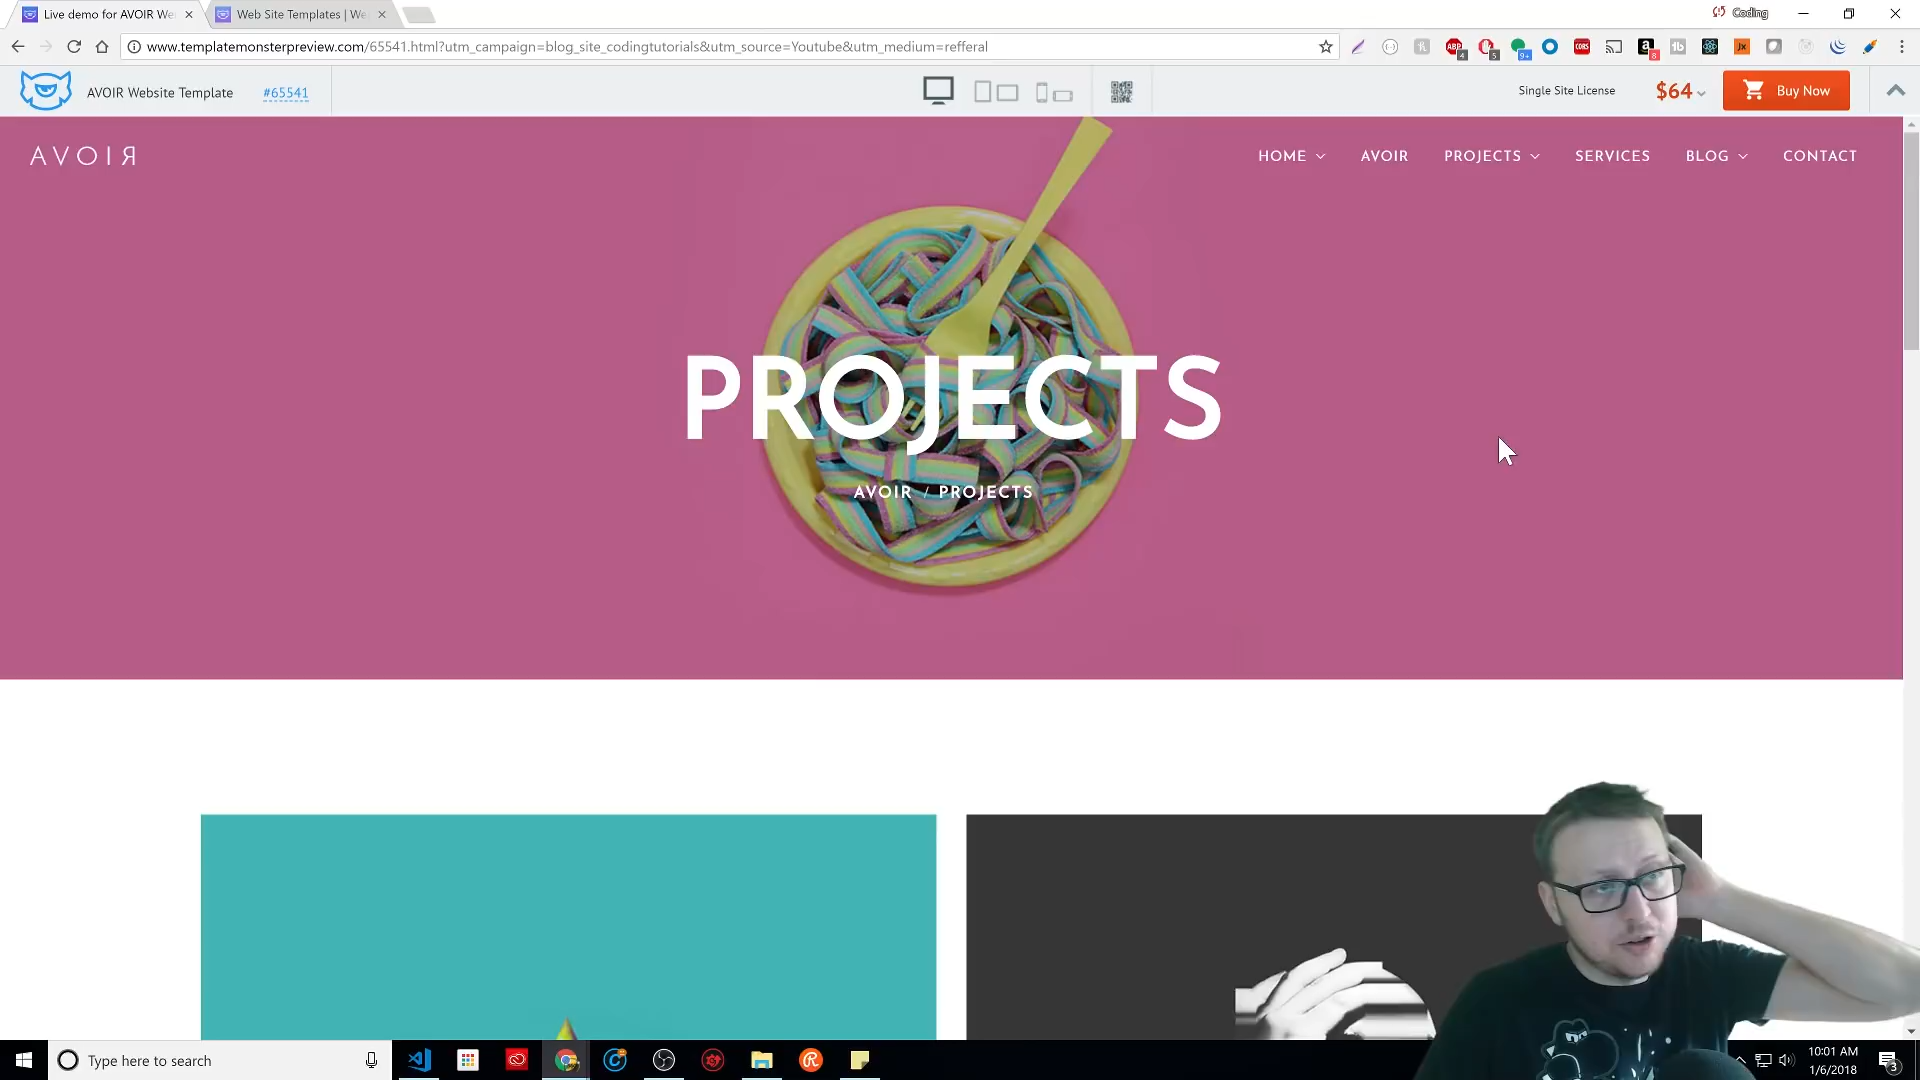 Live demo for AVOIR We
Web Site Templates | We
Coding
www.templatemonsterpreview.com/65541.html?utm_campaign=blog_site_codingtutorials&utm_source=Youtube&utm_medium=refferal
AVOIR Website Template
#65541
Single Site License
$64
Buy Now
AVOIЯ
HOME
AVOIR
PROJECTS
SERVICES
BLOG
CONTACT
PROJECTS
AVOIR / PROJECTS
Type here to search
10:01 AM
1/6/2018